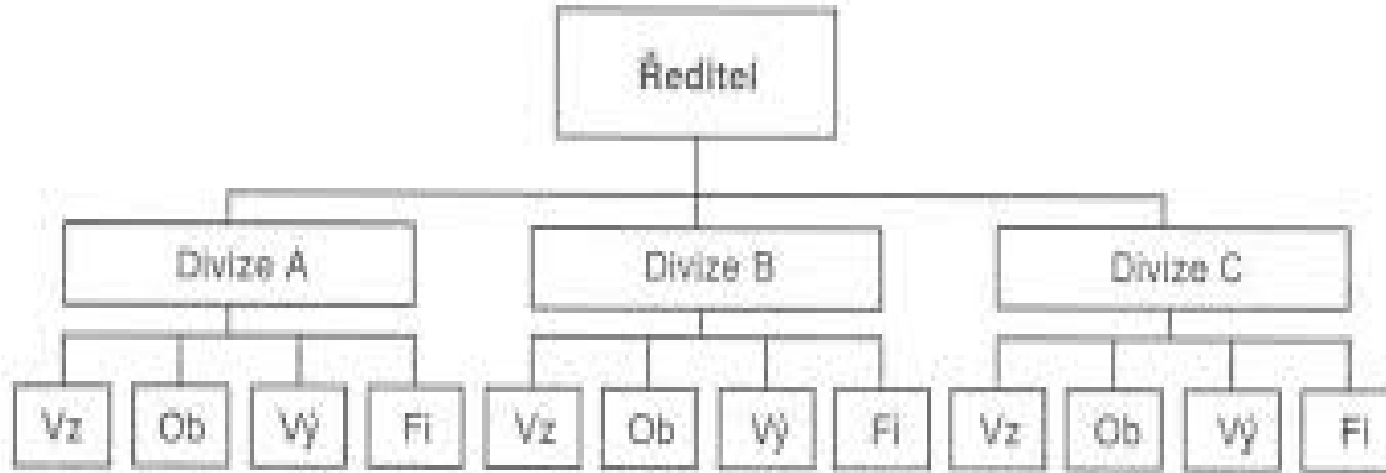 Ředitel
Divize A
Divize B
Divize C
Vz
Ob
Vý
Fi
Vz
Ob
Vý
Fi
Vz
Ob
Vý
Fi